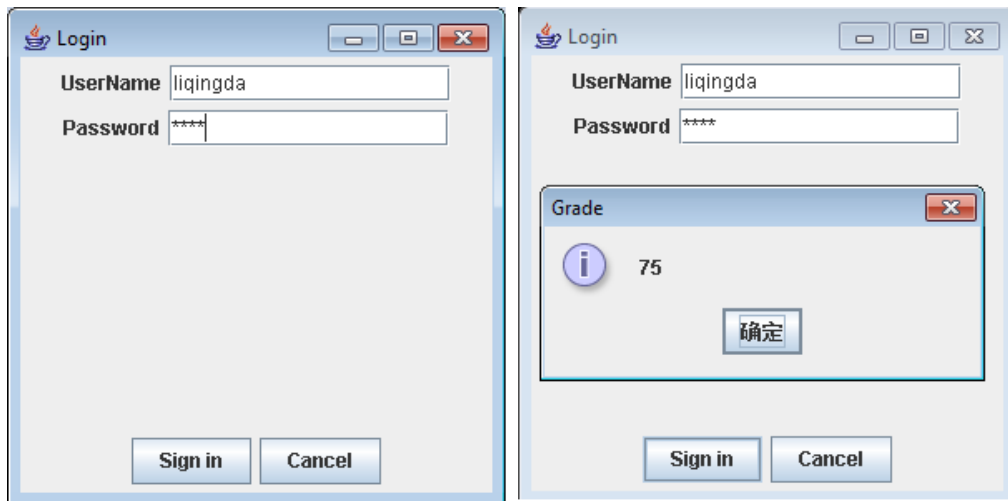 Login
UserName liqingda
Password ****
Sign in Cancel
Login
UserName liqingda
Password ****
Grade
i
75
确定
Sign in Cancel